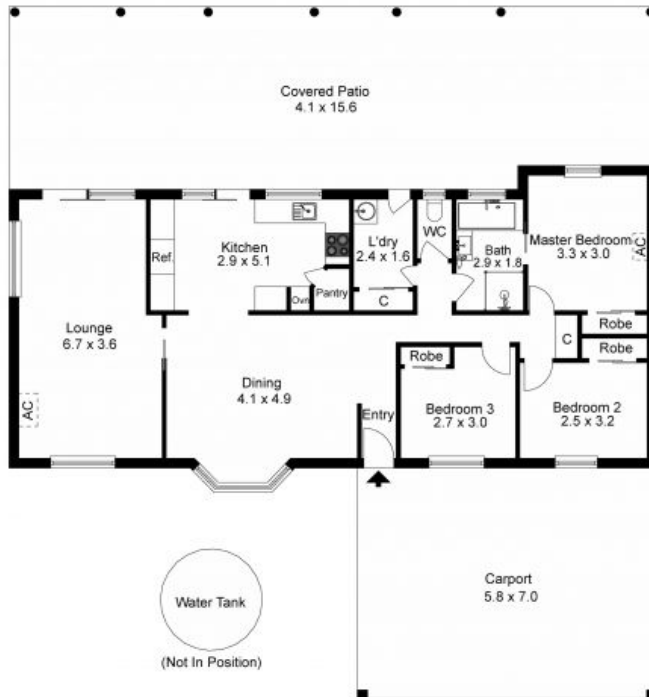 Covered Patio
4.1 x 15.6
Ref.
Kitchen
2.9 x 5.1
Ovn
Pantry
L'dry
2.4 x 1.6
C
WC
Bath
2.9 x 1.8
Master Bedroom
3.3 x 3.0
AC
Robe
C
Robe
Lounge
6.7 x 3.6
AC
Dining
4.1 x 4.9
Entry
Robe
Bedroom 3
2.7 x 3.0
Bedroom 2
2.5 x 3.2
Carport
5.8 x 7.0
Water Tank
(Not In Position)